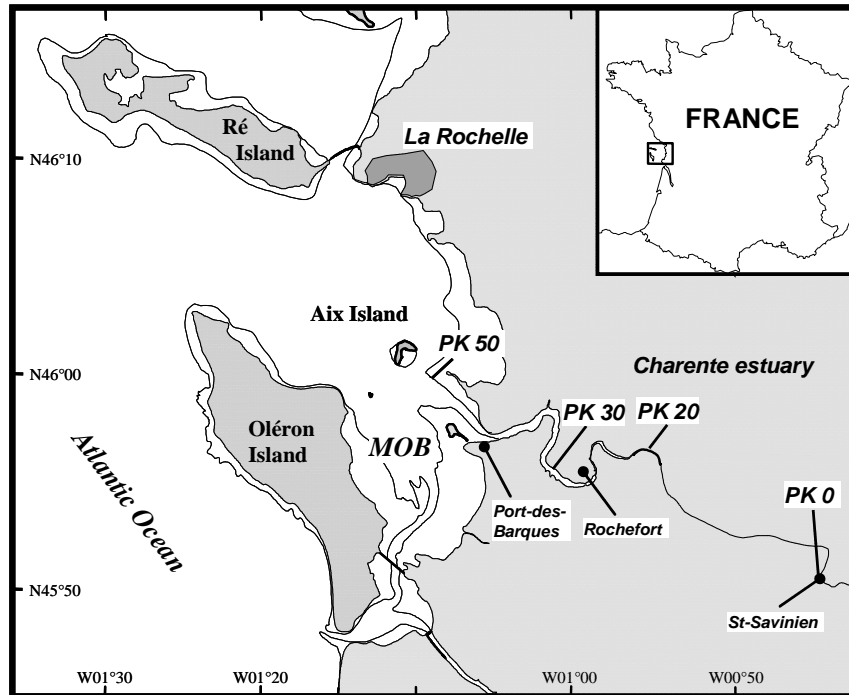 Ré
Island
La Rochelle
FRANCE
N46°10
Aix Island
PK 50
N46°00
Charente estuary
PK 30
PK 20
Oléron
Island
MOB
Atlantic Ocean
Port-des-
Barques
Rochefort
PK 0
N45°50
St-Savinien
W01°30
W01°20
W01°00
W00°50